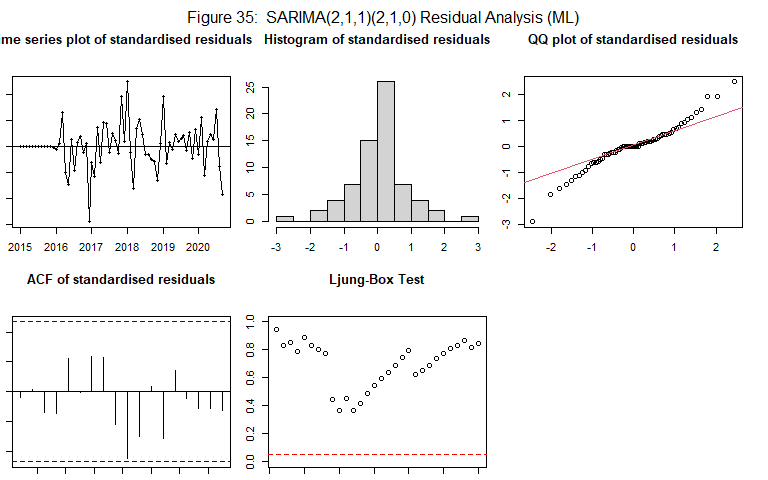 Figure 35:  SARIMA(2,1,1)(2,1,0) Residual Analysis (ML)
me series plot of standardised residuals
2015 2016 2017 2018 2019 2020
Histogram of standardised residuals
25
20
15
10
5
0
-3 -2 -1 0 1 2 3
QQ plot of standardised residuals
2
1
0
-1
-2
-3
-2 -1 0 1 2
ACF of standardised residuals
Ljung-Box Test
1.0
0.8
0.6
0.4
0.2
0.0